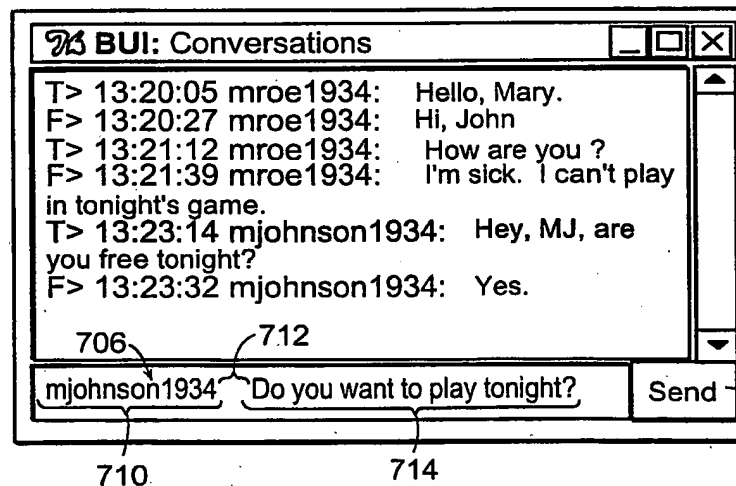 BUI: Conversations
T> 13:20:05 mroe1934: Hello, Mary.
F> 13:20:27 mroe1934: Hi, John
T> 13:21:12 mroe1934: How are you ?
F> 13:21:39 mroe1934: I'm sick. I can't play
in tonight's game.
T> 13:23:14 mjohnson1934: Hey, MJ, are
you free tonight?
F> 13:23:32 mjohnson1934: Yes.
706 712
mjohnson1934 Do you want to play tonight? Send
710 714